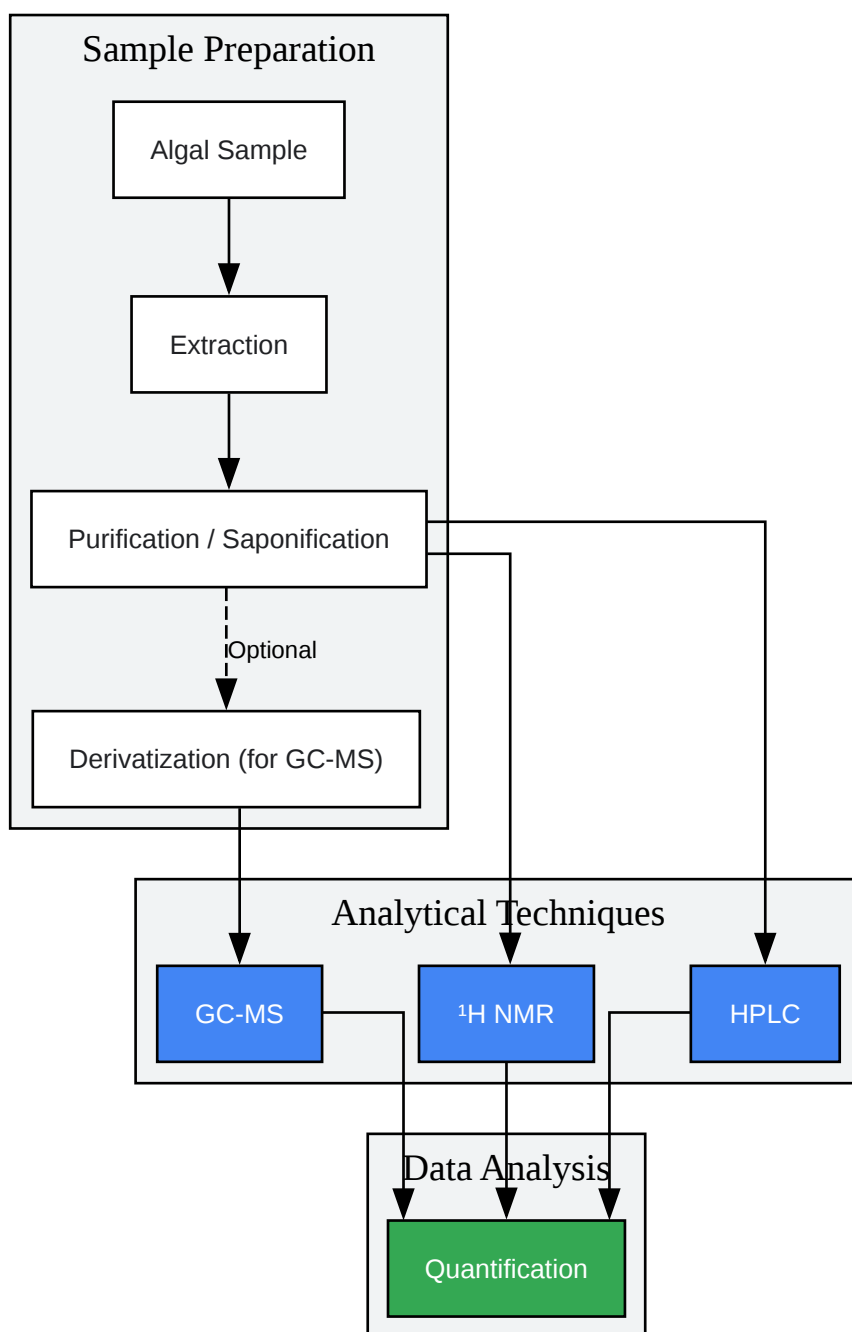 Sample Preparation
Algal Sample
Extraction
Purification / Saponification
Optional
Derivatization (for GC-MS)
Analytical Techniques
GC-MS
¹H NMR
HPLC
Data Analysis
Quantification